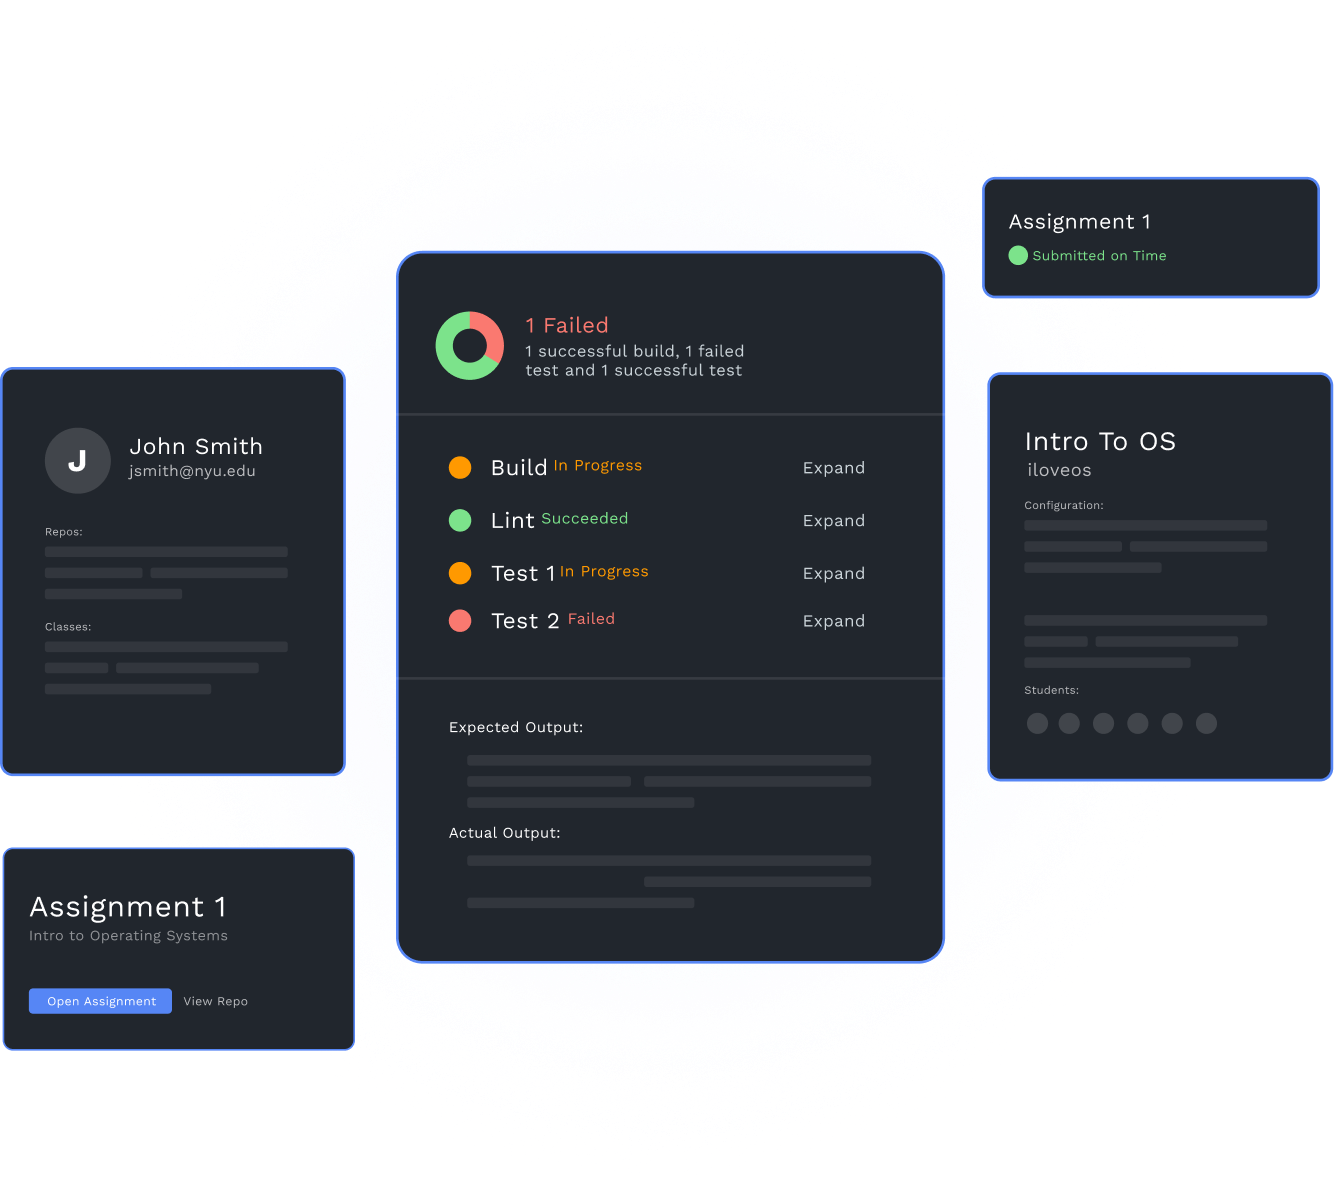 Assignment 1
Submitted on Time
1 Failed
1 successful build, 1 failed
test and 1 successful test
Build In Progress Expand
Lint Succeeded Expand
Test 1 In Progress Expand
Test 2 Failed Expand
Expected Output:
Actual Output:
J
John Smith
jsmith@nyu.edu
Repos:
Classes:
Intro To OS
iloveos
Configuration:
Students:
Assignment 1
Intro to Operating Systems
Open Assignment View Repo